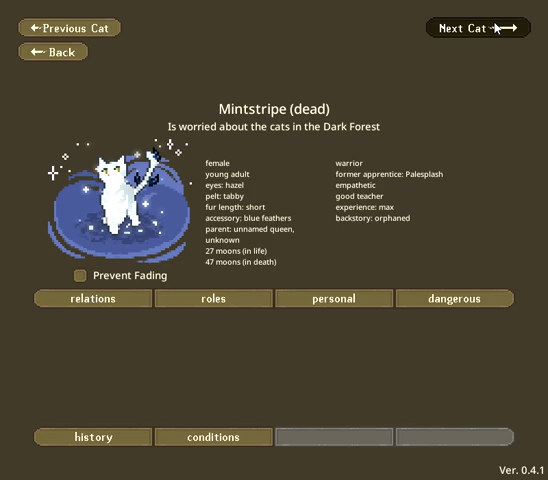 Previous Cat
Next Cat
Back
Mintstripe (dead)
Is worried about the cats in the Dark Forest
female
young adult
eyes: hazel
pelt: tabby
fur length: short
accessory: blue feathers
parent: unnamed queen,
unknown
27 moons (in life)
47 moons (in death)
warrior
former apprentice: Palesplash
empathetic
good teacher
experience: max
backstory: orphaned
Prevent Fading
relations
roles
personal
dangerous
history
conditions
Ver. 0.4.1